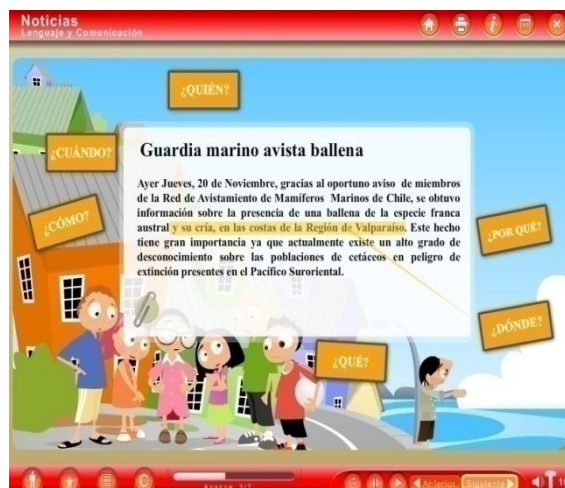 Noticias
Lenguaje y Comunicación
¿QUIÉN?
¿CUÁNDO?
Guardia marino avista ballena
Ayer Jueves, 20 de Noviembre, gracias al oportuno aviso de miembros
de la Red de Avistamiento de Mamíferos Marinos de Chile, se obtuvo
información sobre la presencia de una ballena de la especie franca
austral y su cría, en las costas de la Región de Valparaíso. Este hecho
tiene gran importancia ya que actualmente existe un alto grado de
desconocimiento sobre las poblaciones de cetáceos en peligro de
extinción presentes en el Pacífico Suroriental.
¿CÓMO?
¿POR QUÉ?
¿DÓNDE?
¿QUÉ?
Avance 3/7
Anterior Siguiente